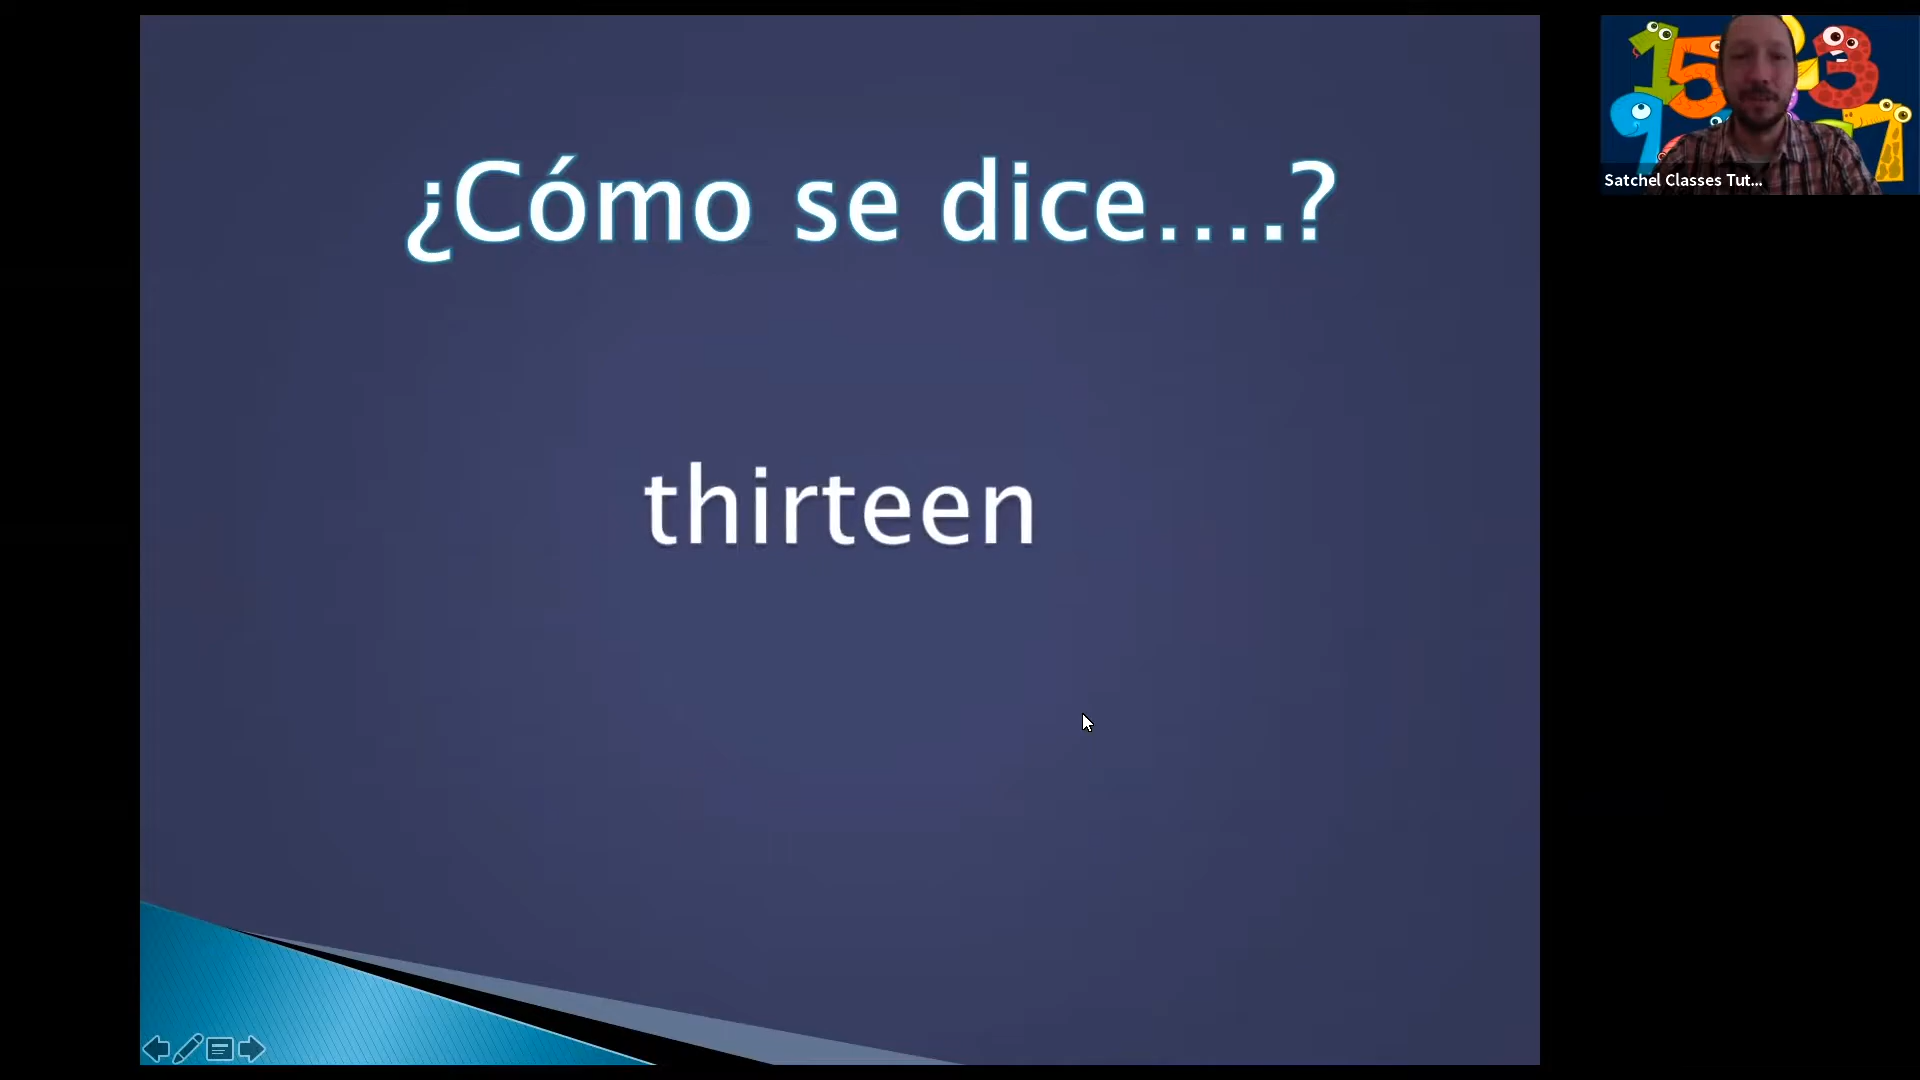 ¿Cómo se dice....?
thirteen
Satchel Classes Tut...